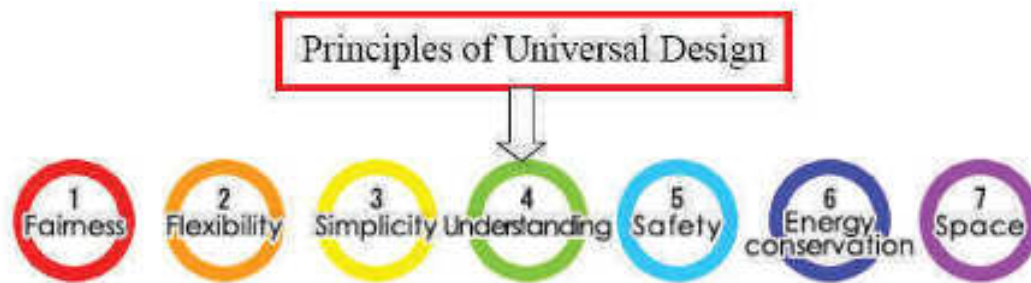 Principles of Universal Design
1
Fairness
2
Flexibility
3
Simplicity
4
Understanding
5
Safety
6
Energy
conservation
7
Space